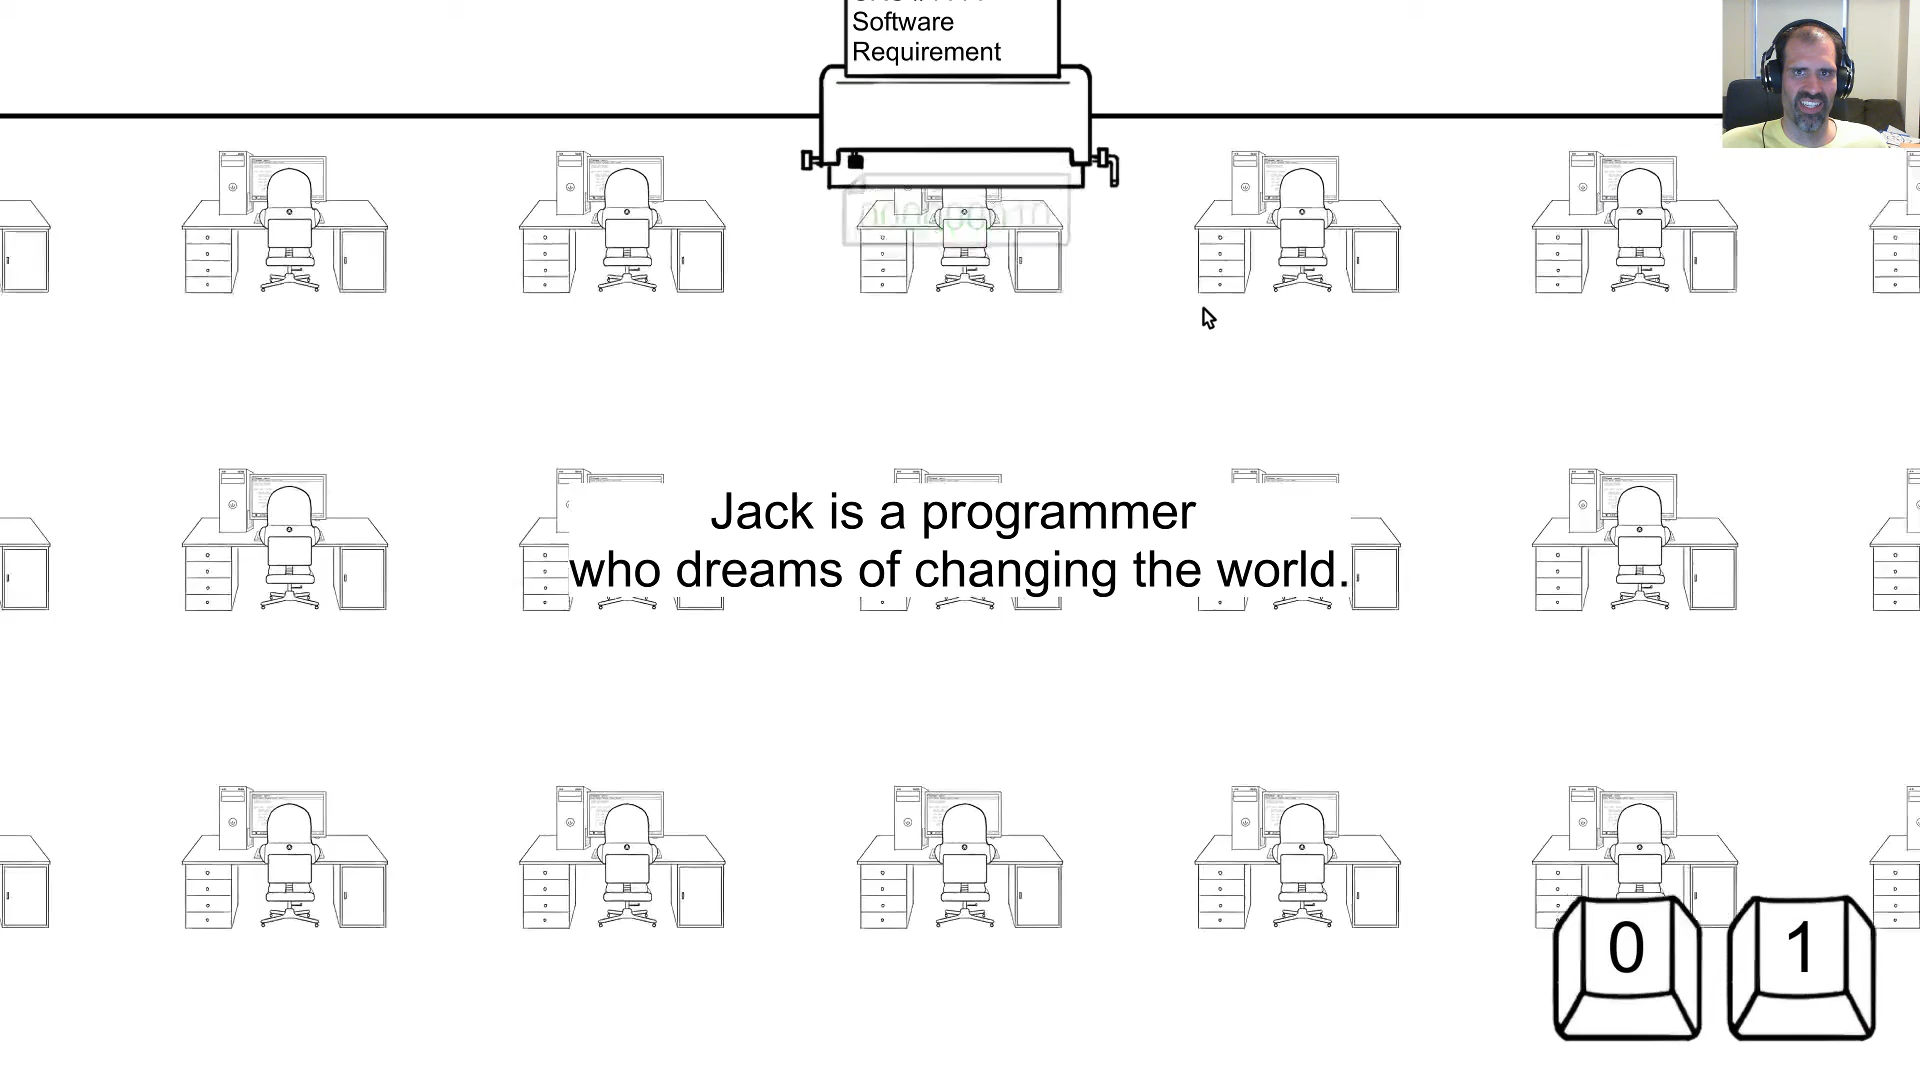 Software
Requirement
Jack is a programmer
who dreams of changing the world.
0 1